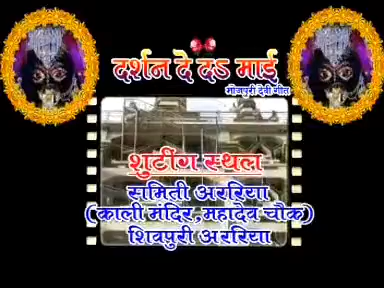 दर्शन दे दऽ माई
भोजपुरी देवी गीत
शुटींग स्थल
समिती अररिया
(काली मंदिर,महादेव चौक)
शिवपुरी अररिया